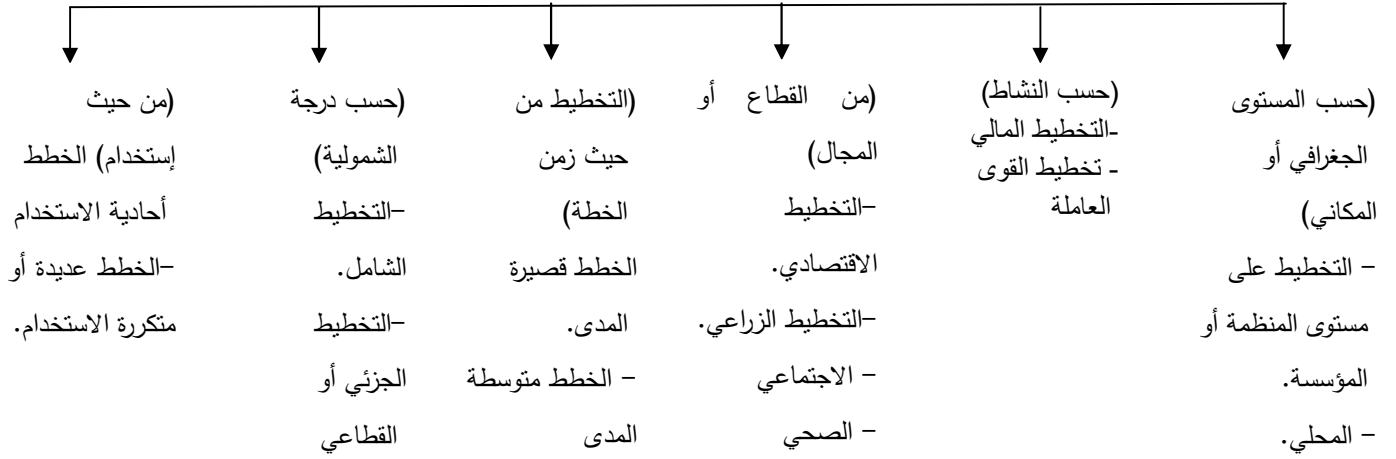 (حسب المستوى
الجغرافي أو
المكاني)
– التخطيط على
مستوى المنظمة أو
المؤسسة.
– المحلي.
(حسب النشاط)
-التخطيط المالي
- تخطيط القوى
العاملة
(من القطاع أو
المجال)
–التخطيط
الاقتصادي.
–التخطيط الزراعي.
– الاجتماعي
– الصحي
(التخطيط من
حيث زمن
الخطة)
الخطط قصيرة
المدى.
– الخطط متوسطة
المدى
(حسب درجة
الشمولية)
–التخطيط
الشامل.
–التخطيط
الجزئي أو
القطاعي
(من حيث
إستخدام) الخطط
أحادية الاستخدام
–الخطط عديدة أو
متكررة الاستخدام.